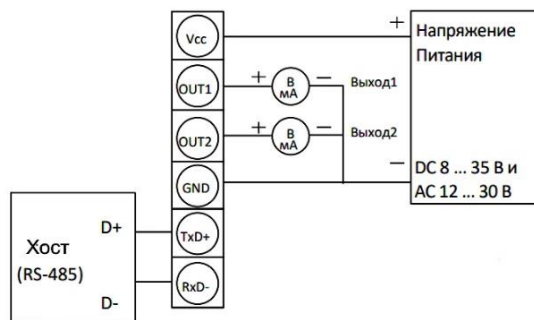 Vcc
+
Напряжение
Питания
OUT1
+
В
мА
−
Выход1
OUT2
+
В
мА
−
Выход2
GND
−
DC 8 ... 35 В и
AC 12 ... 30 В
Хост
(RS-485)
D+
TxD+
D-
RxD-